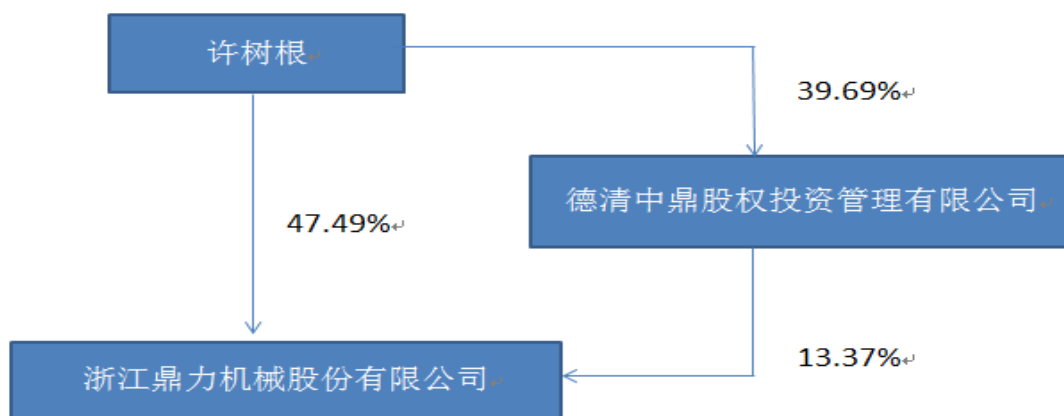 许树根
39.69%
德清中鼎股权投资管理有限公司
47.49%
13.37%
浙江鼎力机械股份有限公司